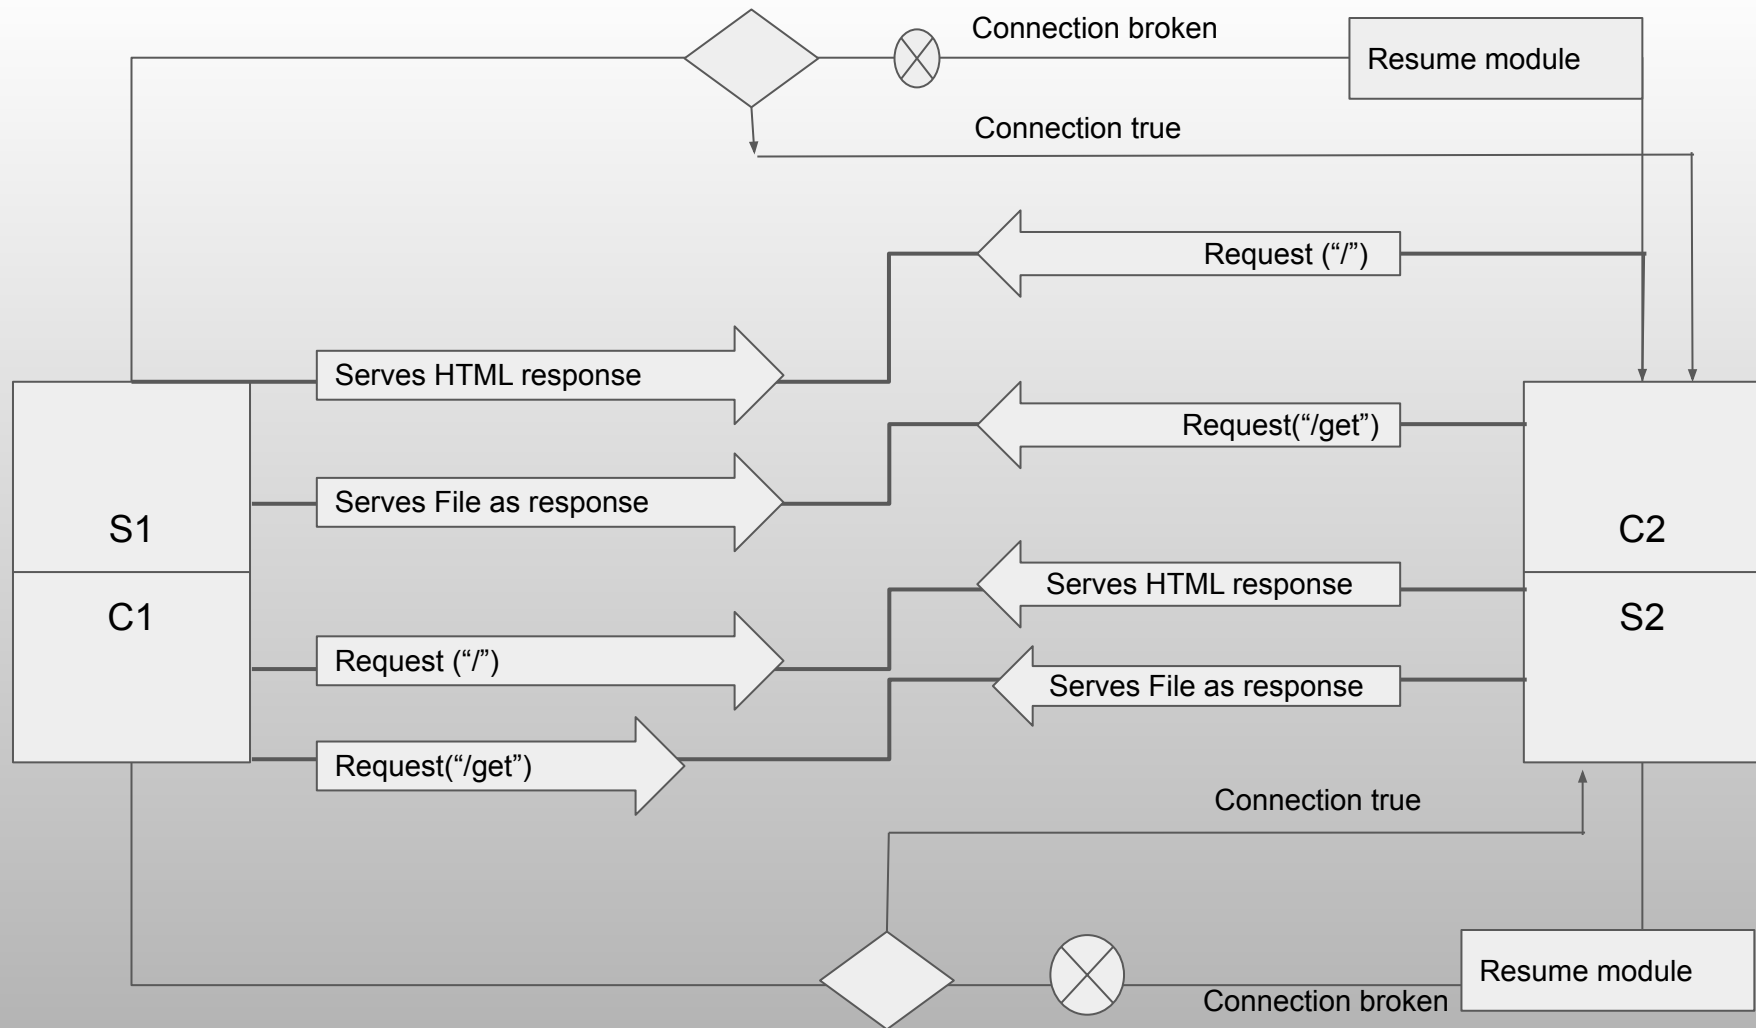 Connection broken
Resume module
Connection true
Request (“/”)
Serves HTML response
Request(“/get”)
Serves File as response
S1
C2
Serves HTML response
C1
S2
Request (“/”)
Serves File as response
Request(“/get”)
Connection true
Resume module
Connection broken